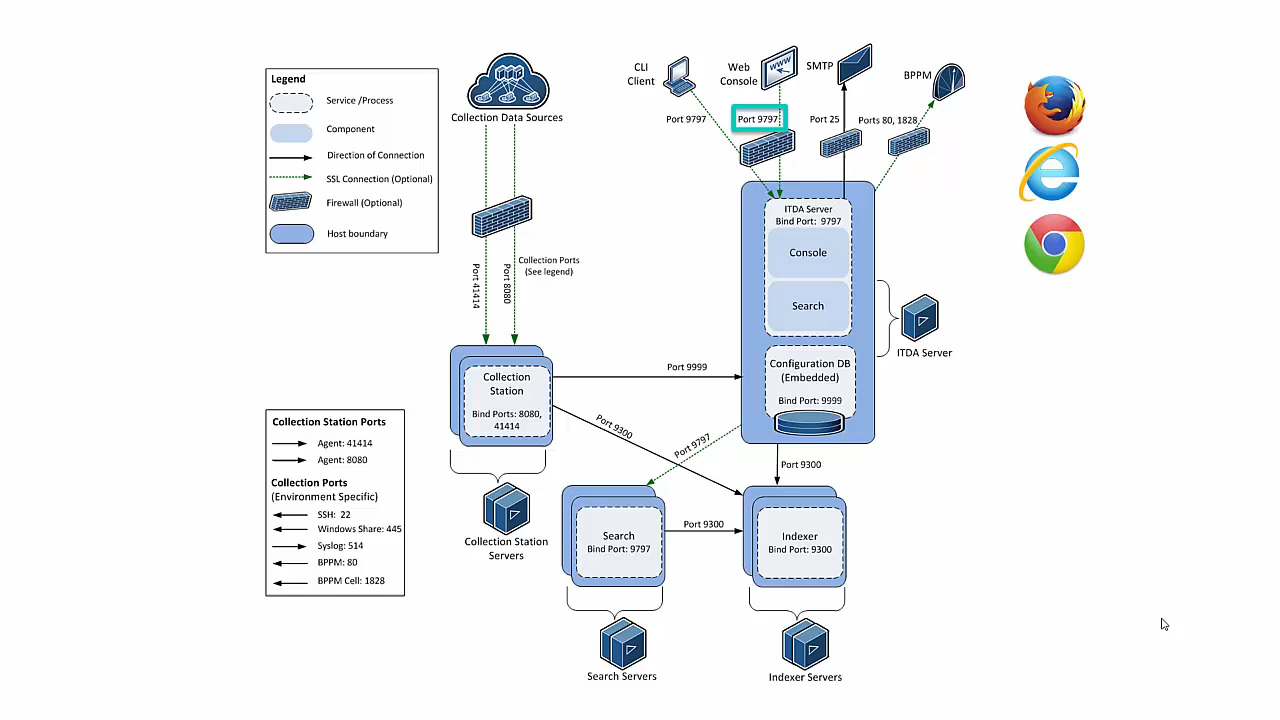 Legend
Service /Process
Component
Direction of Connection
SSL Connection (Optional)
Firewall (Optional)
Host boundary
Collection Data Sources
CLI
Client
Web
Console
WWW
SMTP
BPPM
Port 9797
Port 9797
Port 25
Ports 80, 1828
ITDA Server
Bind Port: 9797
Console
Search
Configuration DB
(Embedded)
Bind Port: 9999
ITDA Server
Port 41414
Port 8080
Collection Ports
(See legend)
Collection
Station
Bind Ports: 8080,
41414
Port 9999
Port 9300
Port 9797
Port 9300
Collection Station
Servers
Search
Bind Port: 9797
Port 9300
Indexer
Bind Port: 9300
Search Servers
Indexer Servers
Collection Station Ports
Agent: 41414
Agent: 8080
Collection Ports
(Environment Specific)
SSH: 22
Windows Share: 445
Syslog: 514
BPPM: 80
BPPM Cell: 1828